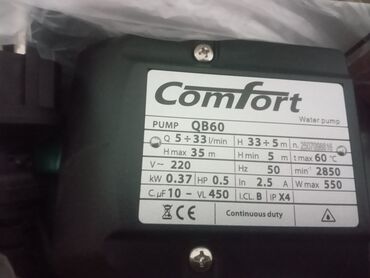 Comfort
Water pump
PUMP QB60
Q 5÷33 l/min H 33÷5 m n. 2507098816
H max 35 m H min 5 m t max 60°C
V~ 220 Hz 50 min⁻¹ 2850
kW 0.37 HP 0.5 In 2.5 A W max 550
C, μF 10 – VL 450 I.CL. B IP X4
CE Continuous duty